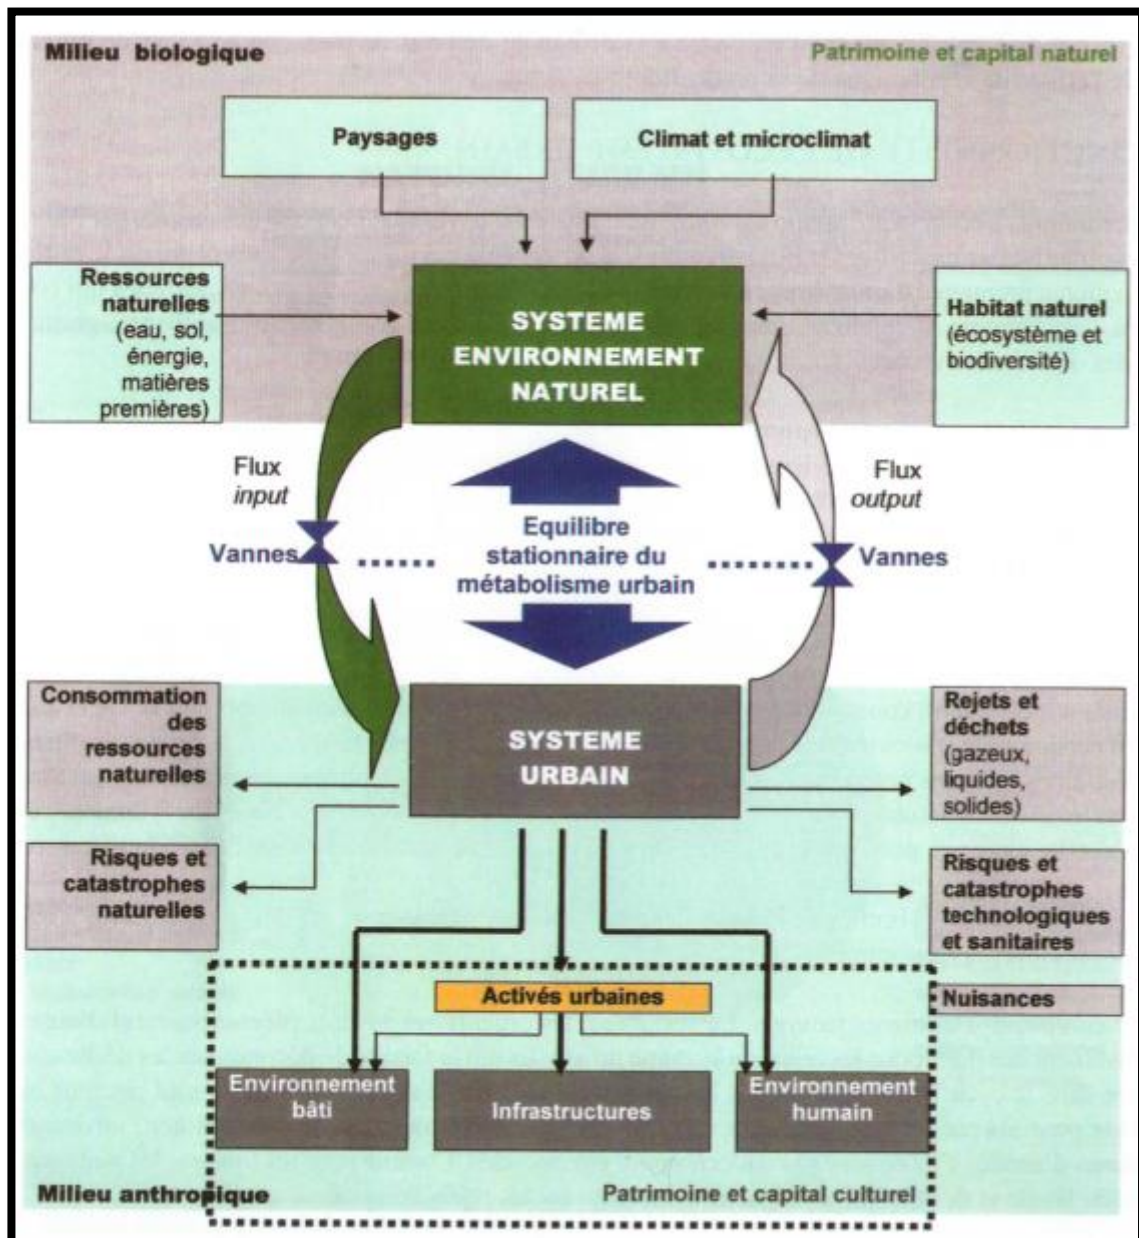 Milieu biologique
Patrimoine et capital naturel
Paysages
Climat et microclimat
Ressources
naturelles
(eau, sol,
énergie,
matières
premières)
SYSTEME
ENVIRONNEMENT
NATUREL
Habitat naturel
(écosystème et
biodiversité)
Flux
input
Flux
output
Vannes
Equilibre
stationnaire du
métabolisme urbain
Vannes
Consommation
des
ressources
naturelles
SYSTEME
URBAIN
Rejets et
déchets
(gazeux,
liquides,
solides)
Risques et
catastrophes
naturelles
Risques et
catastrophes
technologiques
et sanitaires
Activés urbaines
Nuisances
Environnement
bâti
Infrastructures
Environnement
humain
Milieu anthropique
Patrimoine et capital culturel